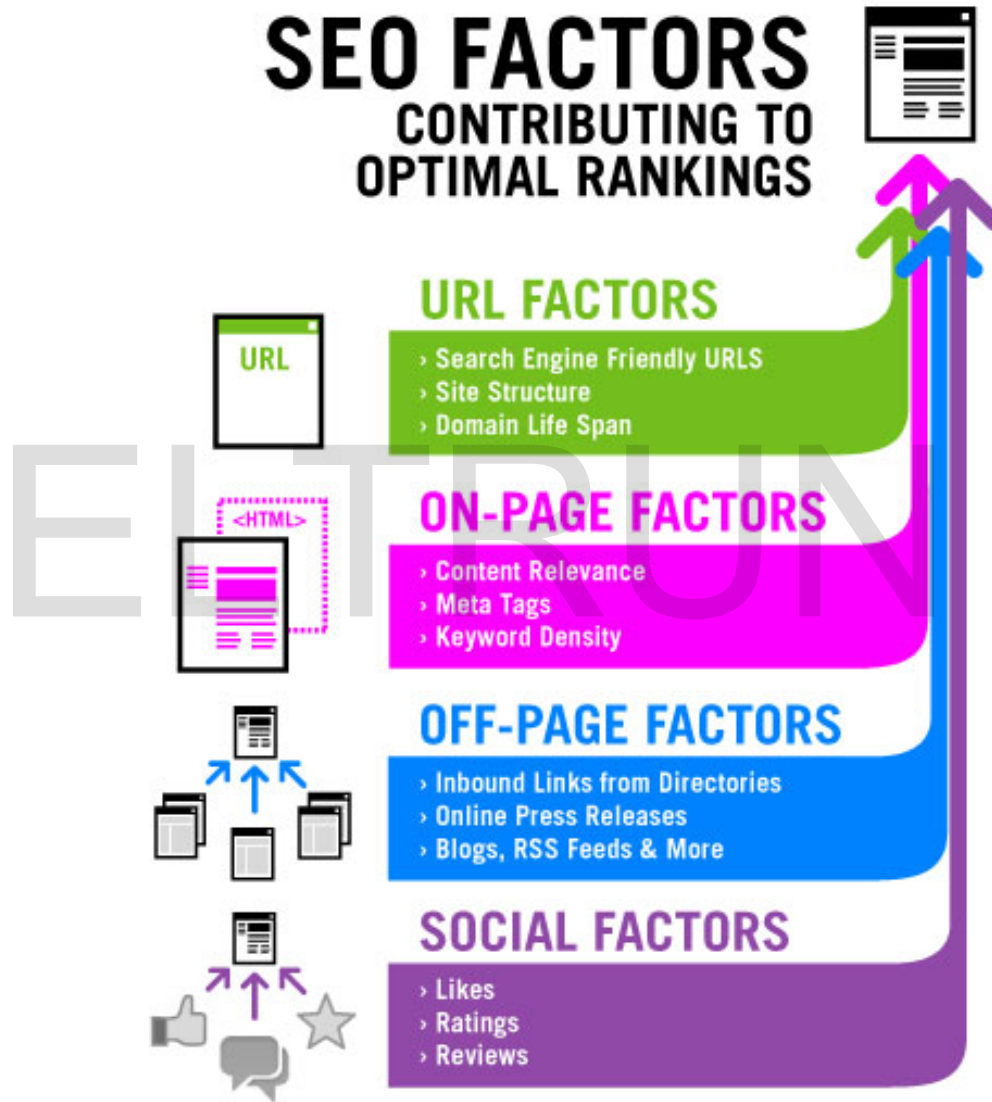 SEO FACTORS
CONTRIBUTING TO
OPTIMAL RANKINGS
URL FACTORS
URL
› Search Engine Friendly URLS
› Site Structure
› Domain Life Span
ELTRUN
ON-PAGE FACTORS
<HTML>
› Content Relevance
› Meta Tags
› Keyword Density
OFF-PAGE FACTORS
› Inbound Links from Directories
› Online Press Releases
› Blogs, RSS Feeds & More
SOCIAL FACTORS
› Likes
› Ratings
› Reviews